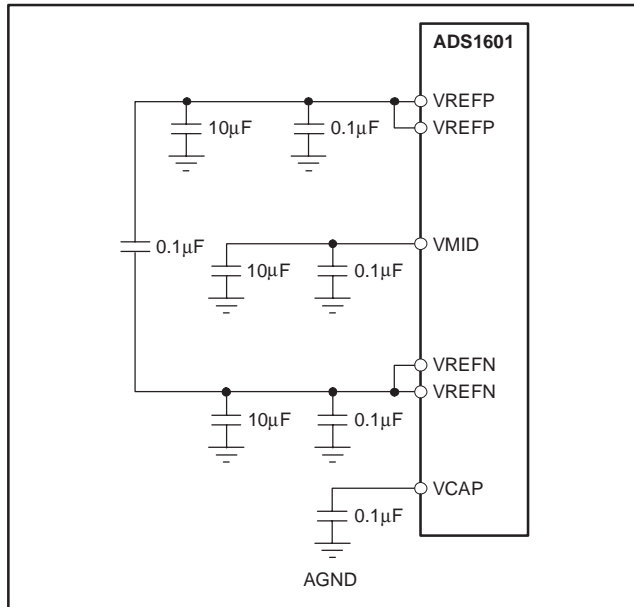 ADS1601
VREFP
10μF
0.1μF
VREFP
0.1μF
VMID
10μF
0.1μF
VREFN
VREFN
10μF
0.1μF
VCAP
0.1μF
AGND